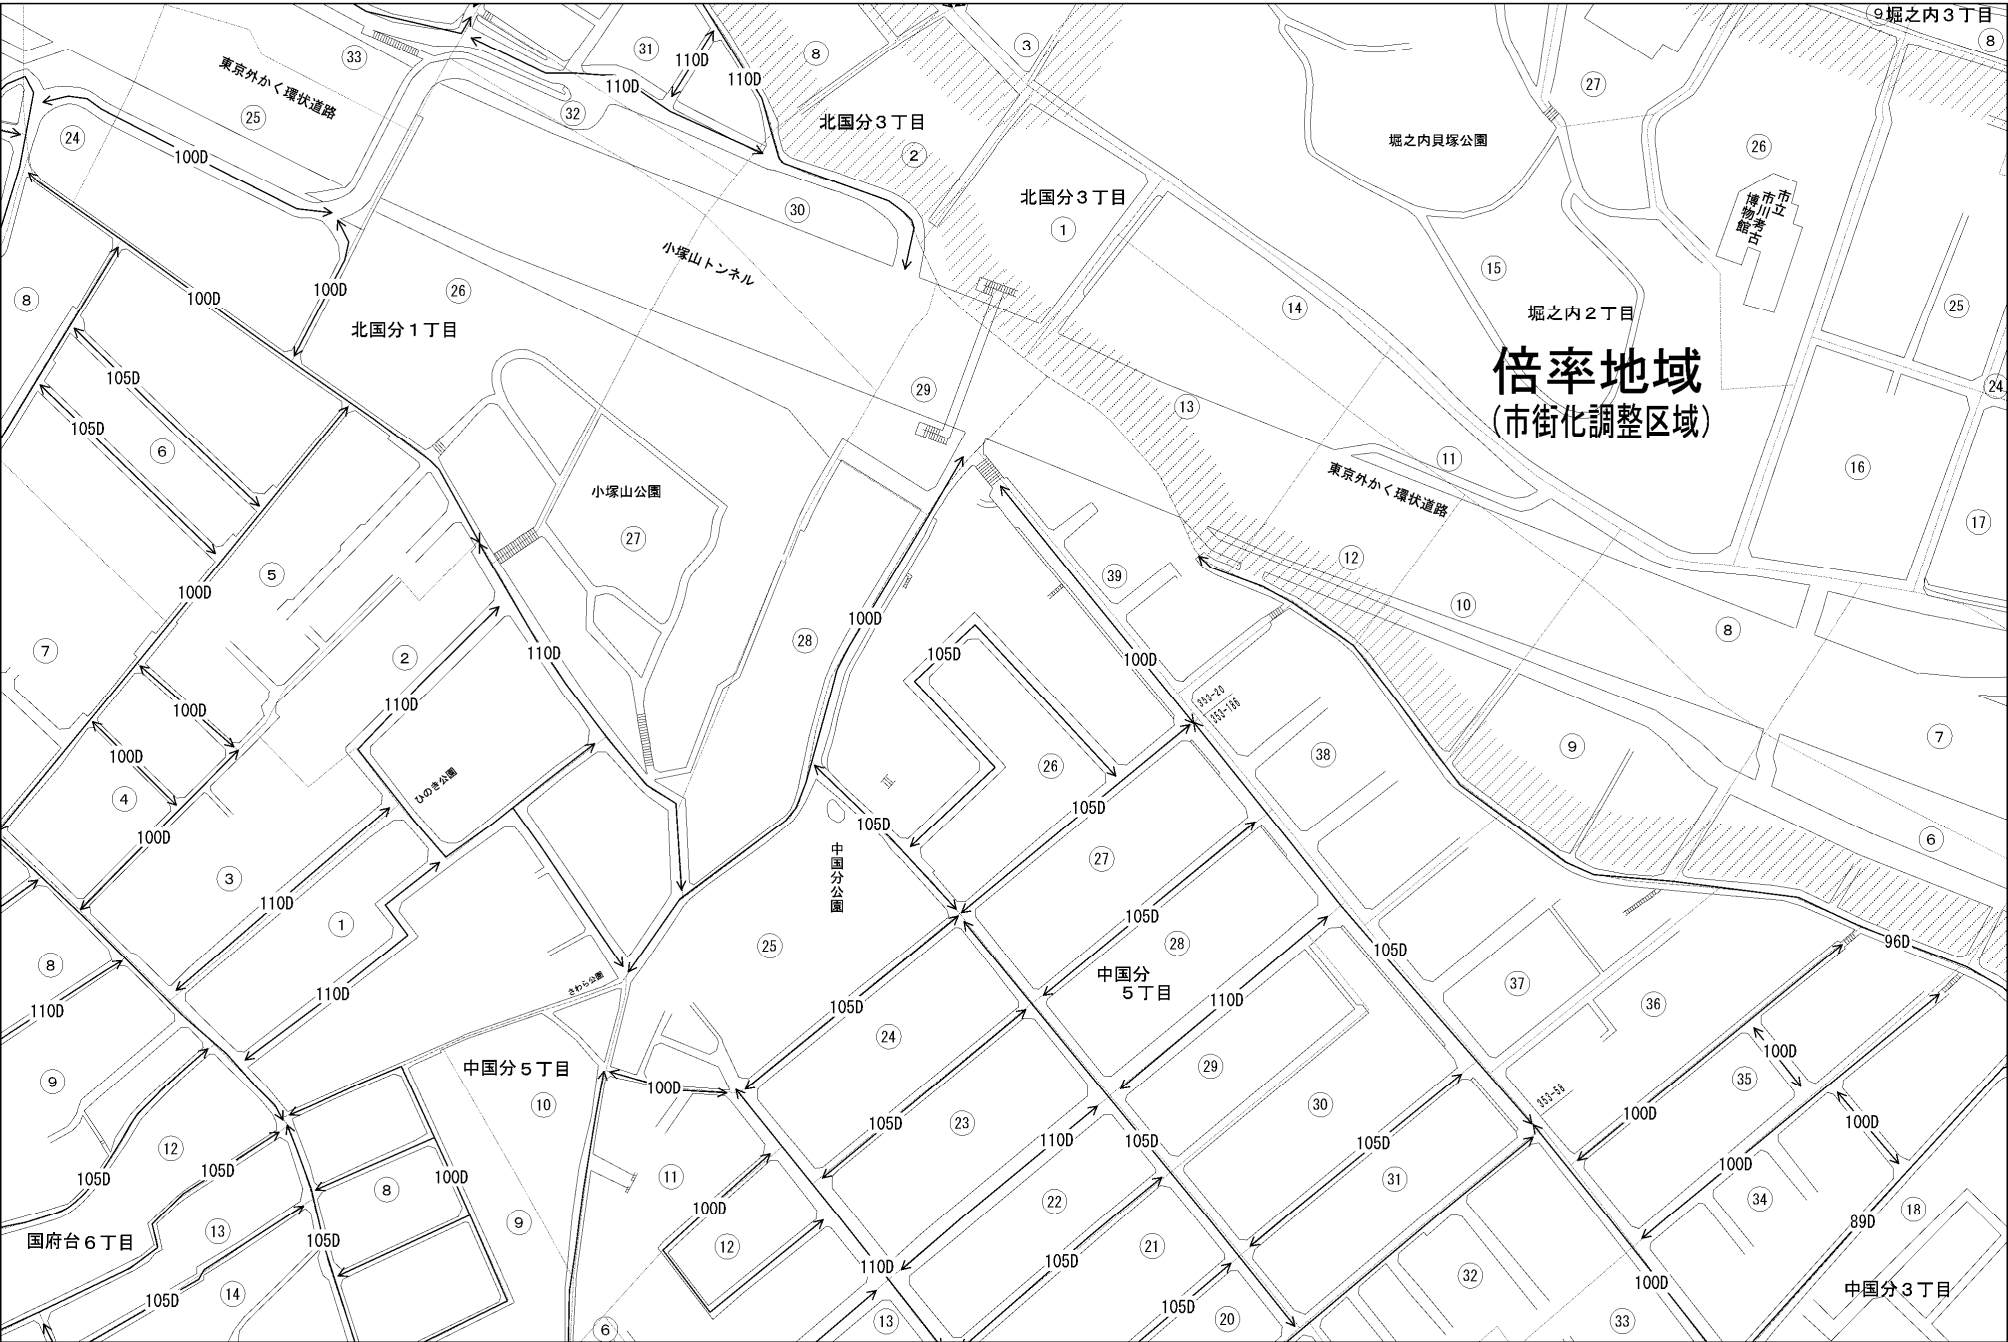 9 堀之内３丁目
8
33
東京外かく環状道路
25
24
100D
32
31
110D
110D
110D
8
3
北国分３丁目
2
北国分３丁目
1
30
27
堀之内貝塚公園
26
市立
市川考古
博物館
15
14
堀之内２丁目
25
24
倍率地域
(市街化調整区域)
8
100D
100D
26
北国分１丁目
小塚山トンネル
29
13
11
東京外かく環状道路
16
17
105D
105D
6
小塚山公園
27
12
10
8
39
5
100D
28
100D
7
2
110D
105D
100D
353-20
353-186
100D
110D
100D
26
38
9
7
4
ひのき公園
105D
105D
6
100D
中国分公園
27
3
110D
1
25
105D
28
中国分
５丁目
105D
96D
8
110D
110D
さわら公園
105D
110D
37
36
24
29
100D
35
9
中国分５丁目
10
100D
353-58
30
23
105D
110D
105D
105D
100D
100D
12
105D
105D
100D
8
11
100D
22
31
100D
34
18
89D
国府台６丁目
13
105D
9
12
21
105D
110D
32
100D
中国分３丁目
14
105D
105D
6
13
20
33